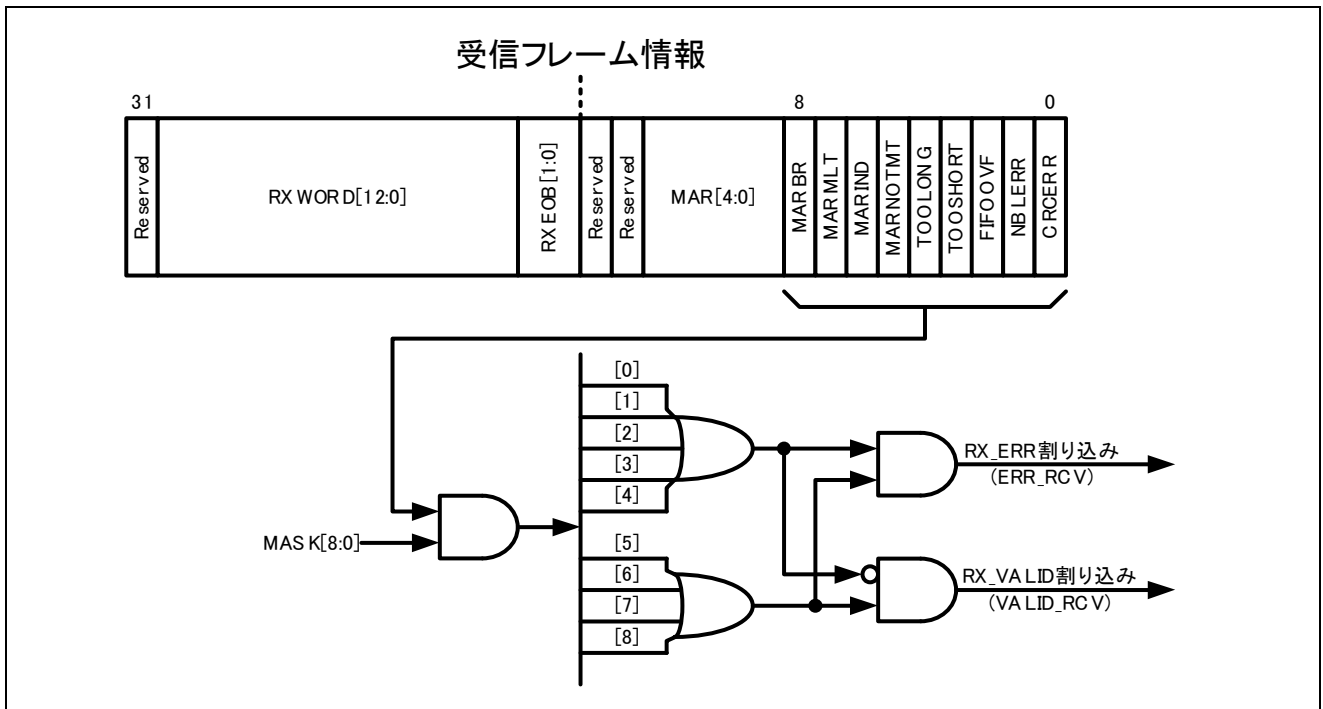 受信フレーム情報
31 8 0
Reserved
RXWORD[12:0]
RXEOB[1:0]
Reserved
Reserved
MAR[4:0]
MARBR
MARMLT
MARIND
MARNOTMT
TOOLONG
TOOSHORT
FIFOOVF
NBLERR
CRCERR
[0]
[1]
[2]
[3]
[4]
[5]
[6]
[7]
[8]
MASK[8:0]
RX_ERR割り込み
(ERR_RCV)
RX_VALID割り込み
(VALID_RCV)